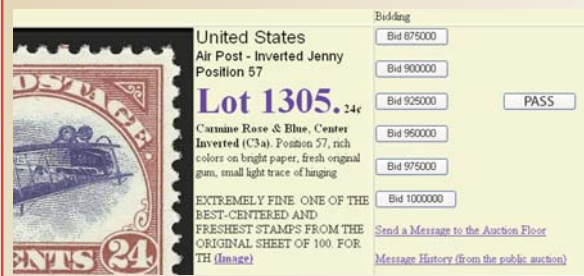 POSTAGE
CENTS 24
United States
Air Post - Inverted Jenny
Position 57
Lot 1305. 24c
Carmine Rose & Blue, Center
Inverted (C3a). Position 57, rich
colors on bright paper, fresh original
gum, small light trace of hinging
EXTREMELY FINE. ONE OF THE
BEST-CENTERED AND
FRESHEST STAMPS FROM THE
ORIGINAL SHEET OF 100. FOR
TH (Image)
Bidding
Bid 875000
Bid 900000
Bid 925000
PASS
Bid 950000
Bid 975000
Bid 1000000
Send a Message to the Auction Floor
Message History (from the public auction)